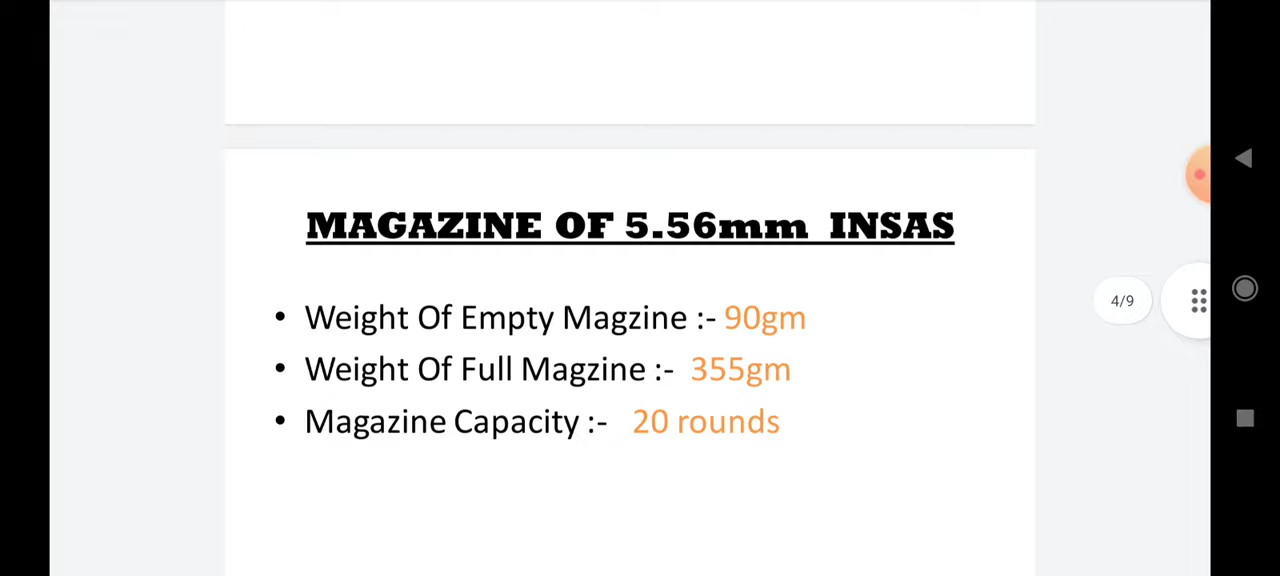 MAGAZINE OF 5.56mm INSAS
• Weight Of Empty Magzine :- 90gm
• Weight Of Full Magzine :- 355gm
• Magazine Capacity :- 20 rounds
4/9